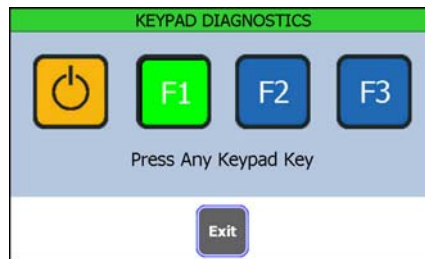 KEYPAD DIAGNOSTICS
F1 F2 F3
Press Any Keypad Key
Exit